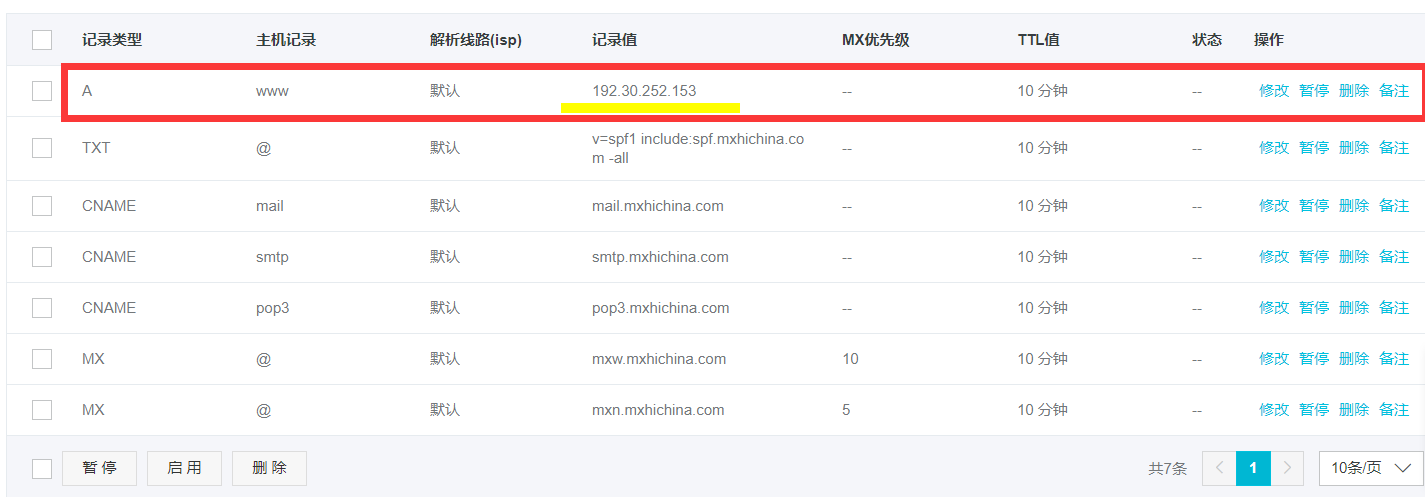 记录类型 主机记录 解析线路(isp) 记录值 MX优先级 TTL值 状态 操作
A www 默认 192.30.252.153 -- 10 分钟 -- 修改 暂停 删除 备注
TXT @ 默认 v=spf1 include:spf.mxhichina.co
m -all -- 10 分钟 -- 修改 暂停 删除 备注
CNAME mail 默认 mail.mxhichina.com -- 10 分钟 -- 修改 暂停 删除 备注
CNAME smtp 默认 smtp.mxhichina.com -- 10 分钟 -- 修改 暂停 删除 备注
CNAME pop3 默认 pop3.mxhichina.com -- 10 分钟 -- 修改 暂停 删除 备注
MX @ 默认 mxw.mxhichina.com 10 10 分钟 -- 修改 暂停 删除 备注
MX @ 默认 mxn.mxhichina.com 5 10 分钟 -- 修改 暂停 删除 备注
暂停 启用 删除 共7条 1 10条/页